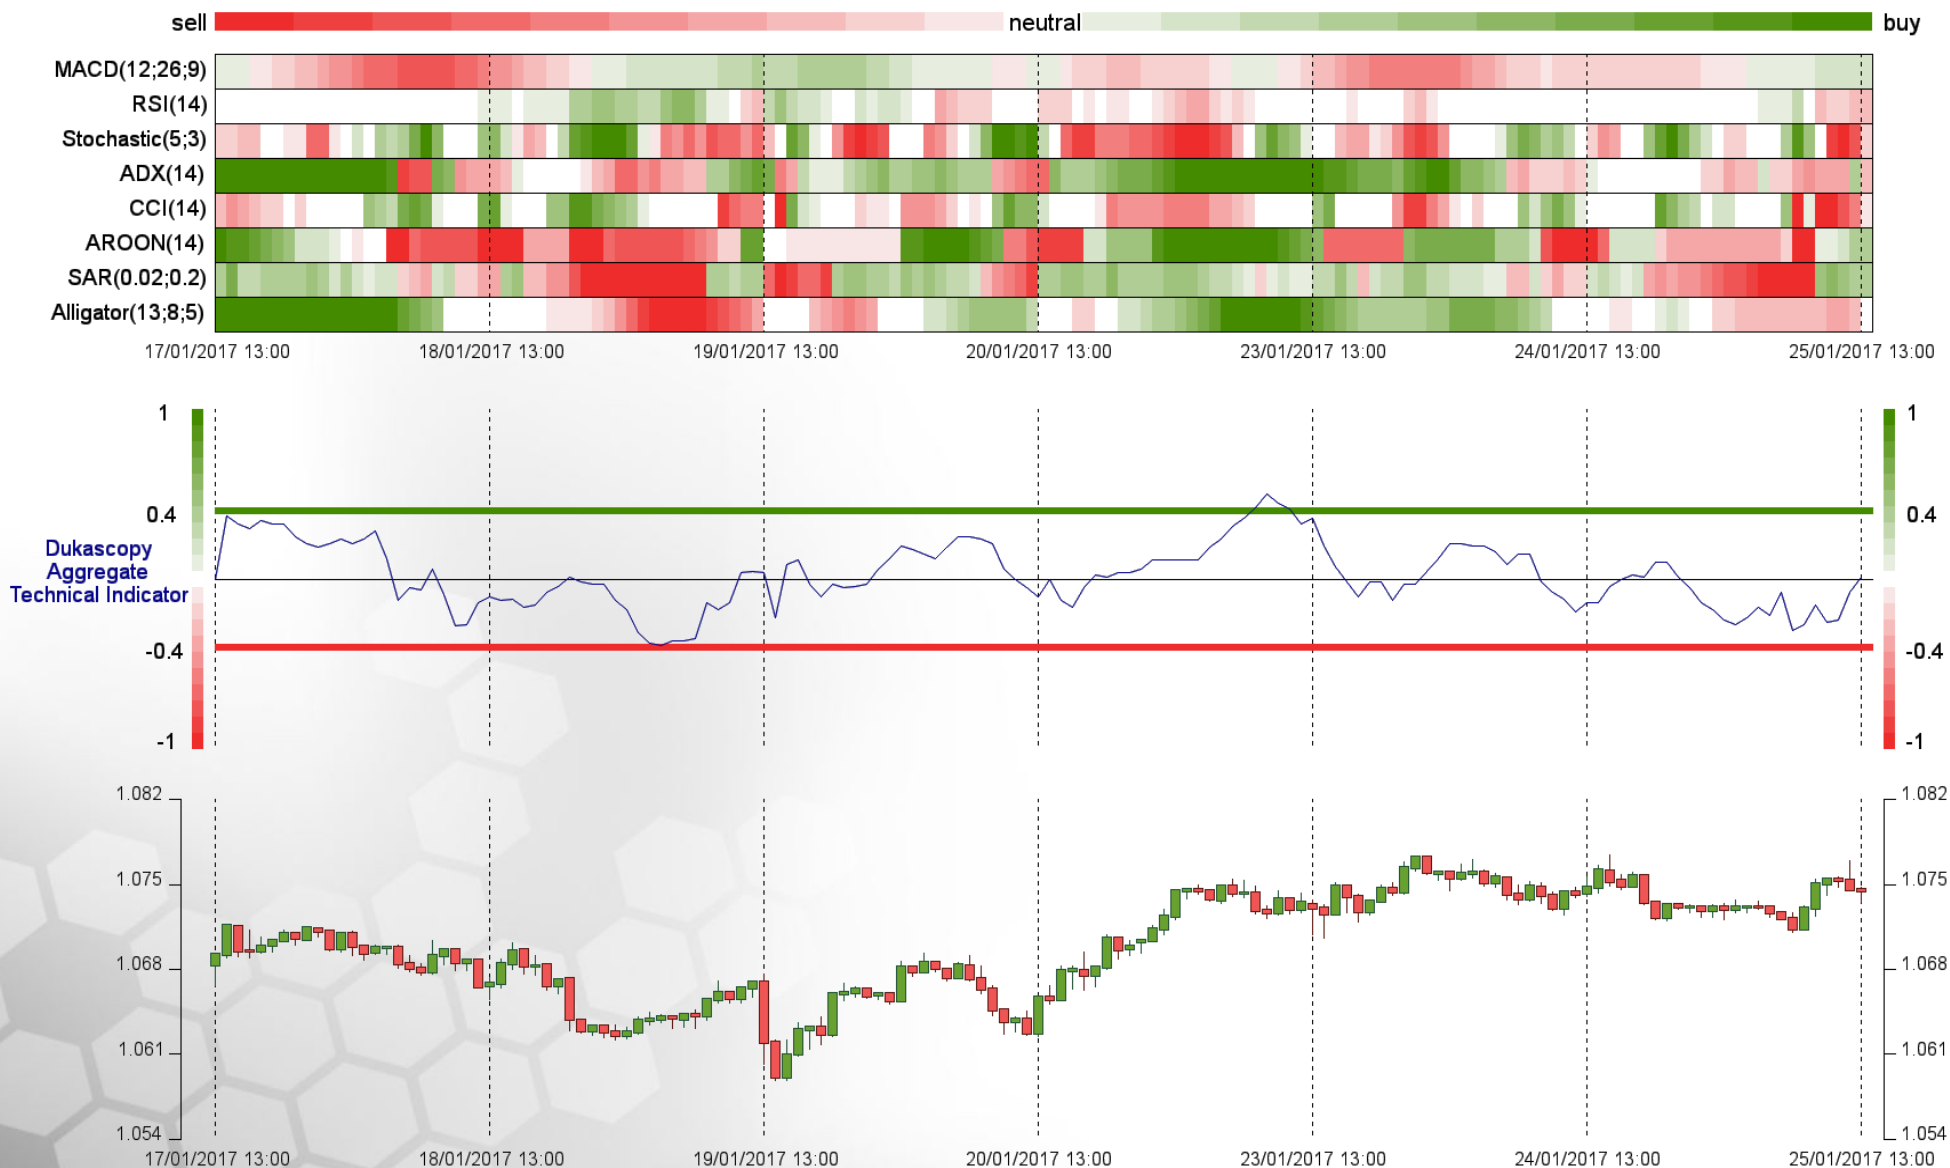 sell neutral buy
MACD(12;26;9)
RSI(14)
Stochastic(5;3)
ADX(14)
CCI(14)
AROON(14)
SAR(0.02;0.2)
Alligator(13;8;5)
17/01/2017 13:00 18/01/2017 13:00 19/01/2017 13:00 20/01/2017 13:00 23/01/2017 13:00 24/01/2017 13:00 25/01/2017 13:00
1 1
0.4 0.4
Dukascopy
Aggregate
Technical Indicator
-0.4 -0.4
-1 -1
1.082 1.082
1.075 1.075
1.068 1.068
1.061 1.061
1.054 1.054
17/01/2017 13:00 18/01/2017 13:00 19/01/2017 13:00 20/01/2017 13:00 23/01/2017 13:00 24/01/2017 13:00 25/01/2017 13:00